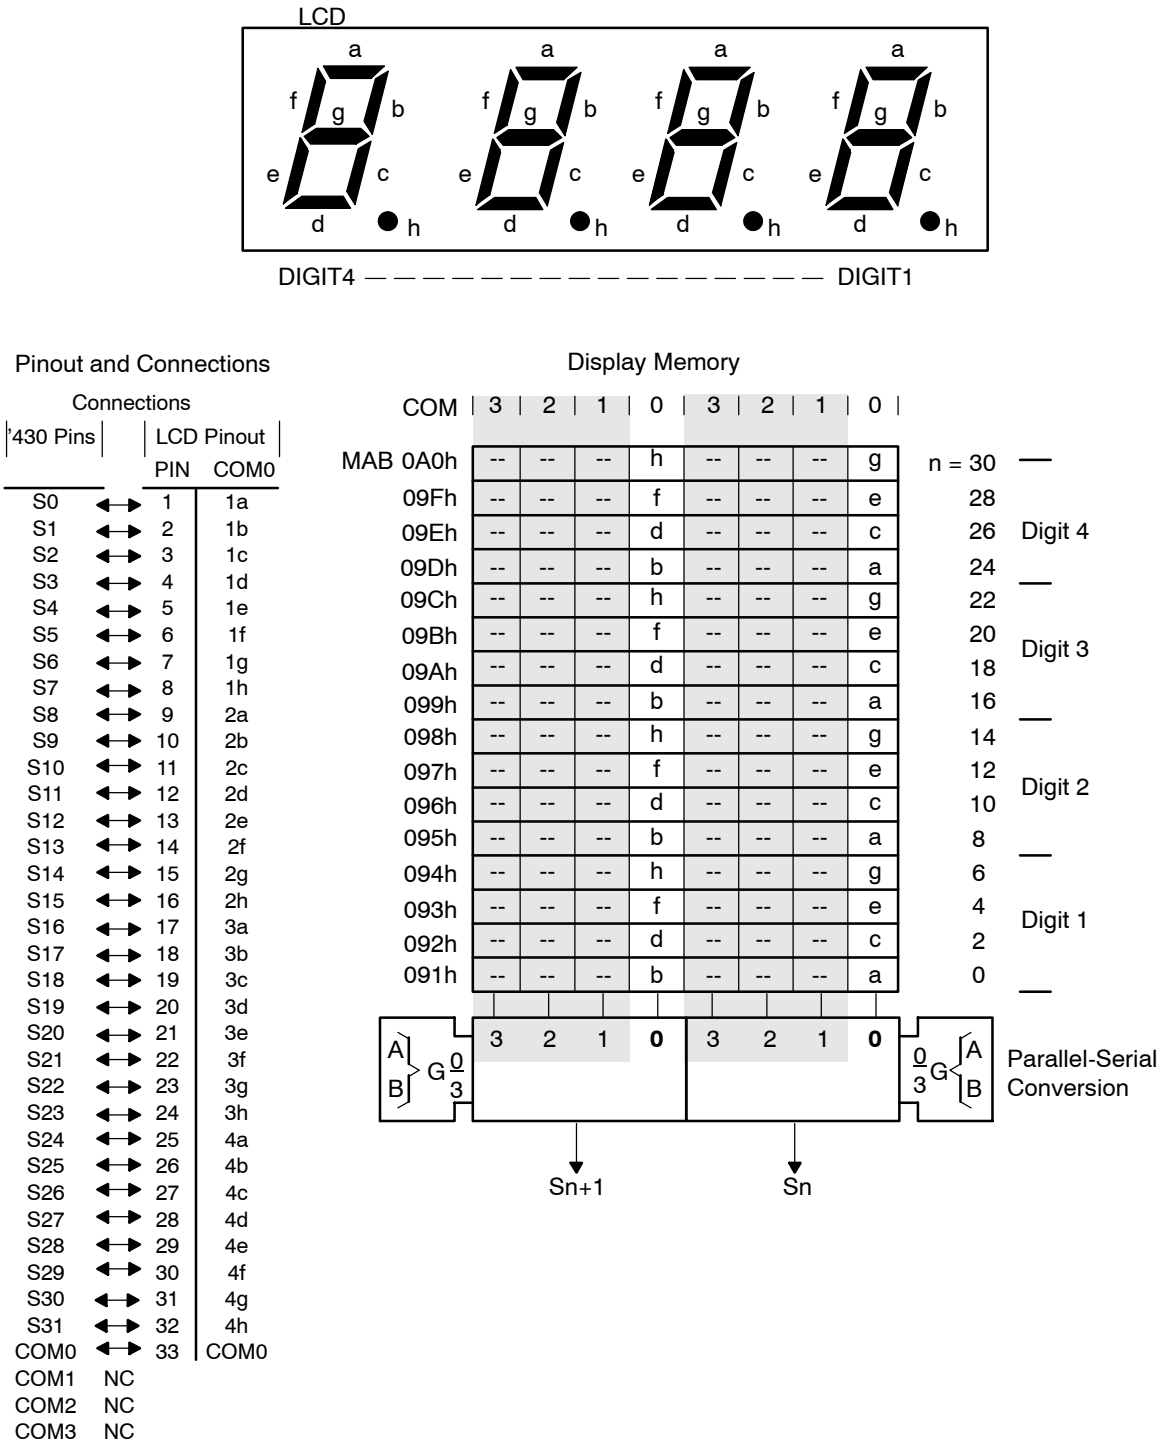 LCD
a a a a
f g b f g b f g b f g b
e c e c e c e c
d h d h d h d h
DIGIT4 — — — — — — — — — — — — — — — — DIGIT1
Pinout and Connections
Connections
'430 Pins LCD Pinout
PIN COM0
S0 1 1a
S1 2 1b
S2 3 1c
S3 4 1d
S4 5 1e
S5 6 1f
S6 7 1g
S7 8 1h
S8 9 2a
S9 10 2b
S10 11 2c
S11 12 2d
S12 13 2e
S13 14 2f
S14 15 2g
S15 16 2h
S16 17 3a
S17 18 3b
S18 19 3c
S19 20 3d
S20 21 3e
S21 22 3f
S22 23 3g
S23 24 3h
S24 25 4a
S25 26 4b
S26 27 4c
S27 28 4d
S28 29 4e
S29 30 4f
S30 31 4g
S31 32 4h
COM0 33 COM0
COM1 NC
COM2 NC
COM3 NC
Display Memory
COM 3 2 1 0 3 2 1 0
MAB 0A0h -- -- -- h -- -- -- g n = 30
09Fh -- -- -- f -- -- -- e 28
09Eh -- -- -- d -- -- -- c 26 Digit 4
09Dh -- -- -- b -- -- -- a 24
09Ch -- -- -- h -- -- -- g 22
09Bh -- -- -- f -- -- -- e 20
Digit 3
09Ah -- -- -- d -- -- -- c 18
099h -- -- -- b -- -- -- a 16
098h -- -- -- h -- -- -- g 14
097h -- -- -- f -- -- -- e 12
Digit 2
096h -- -- -- d -- -- -- c 10
095h -- -- -- b -- -- -- a 8
094h -- -- -- h -- -- -- g 6
093h -- -- -- f -- -- -- e 4
Digit 1
092h -- -- -- d -- -- -- c 2
091h -- -- -- b -- -- -- a 0
3 2 1 0 3 2 1 0
A B G 0 3
0 3 G A B
Parallel-Serial
Conversion
Sn+1 Sn